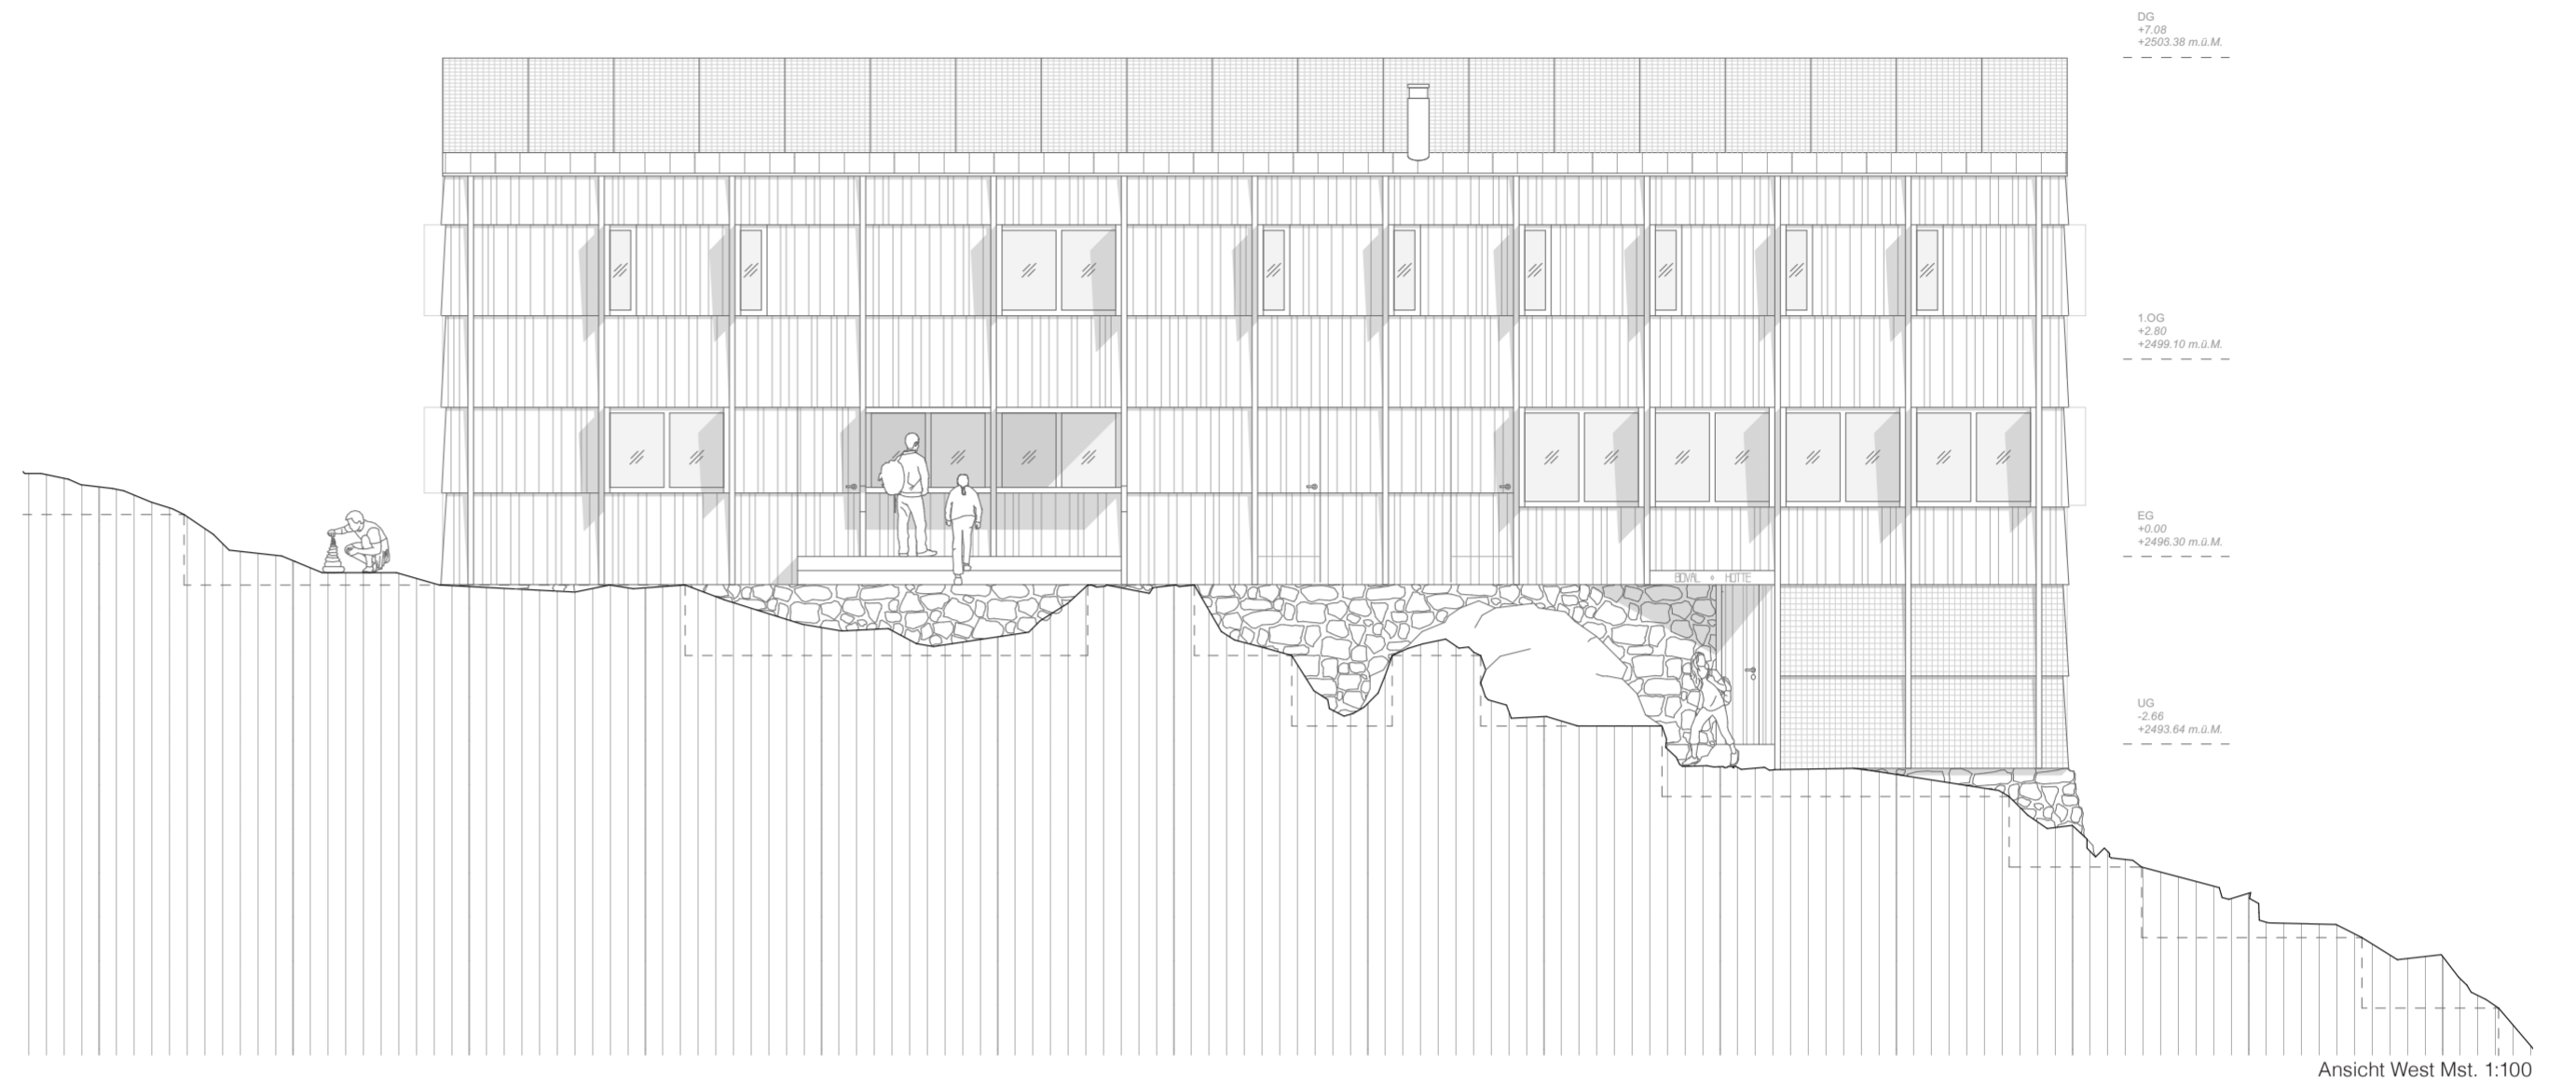 DG
+7.08
+2503.38 m.ü.M.
1.OG
+2.80
+2499.10 m.ü.M.
EG
+0.00
+2496.30 m.ü.M.
BOVAL + HÜTTE
UG
-2.66
+2493.64 m.ü.M.
Ansicht West Mst. 1:100